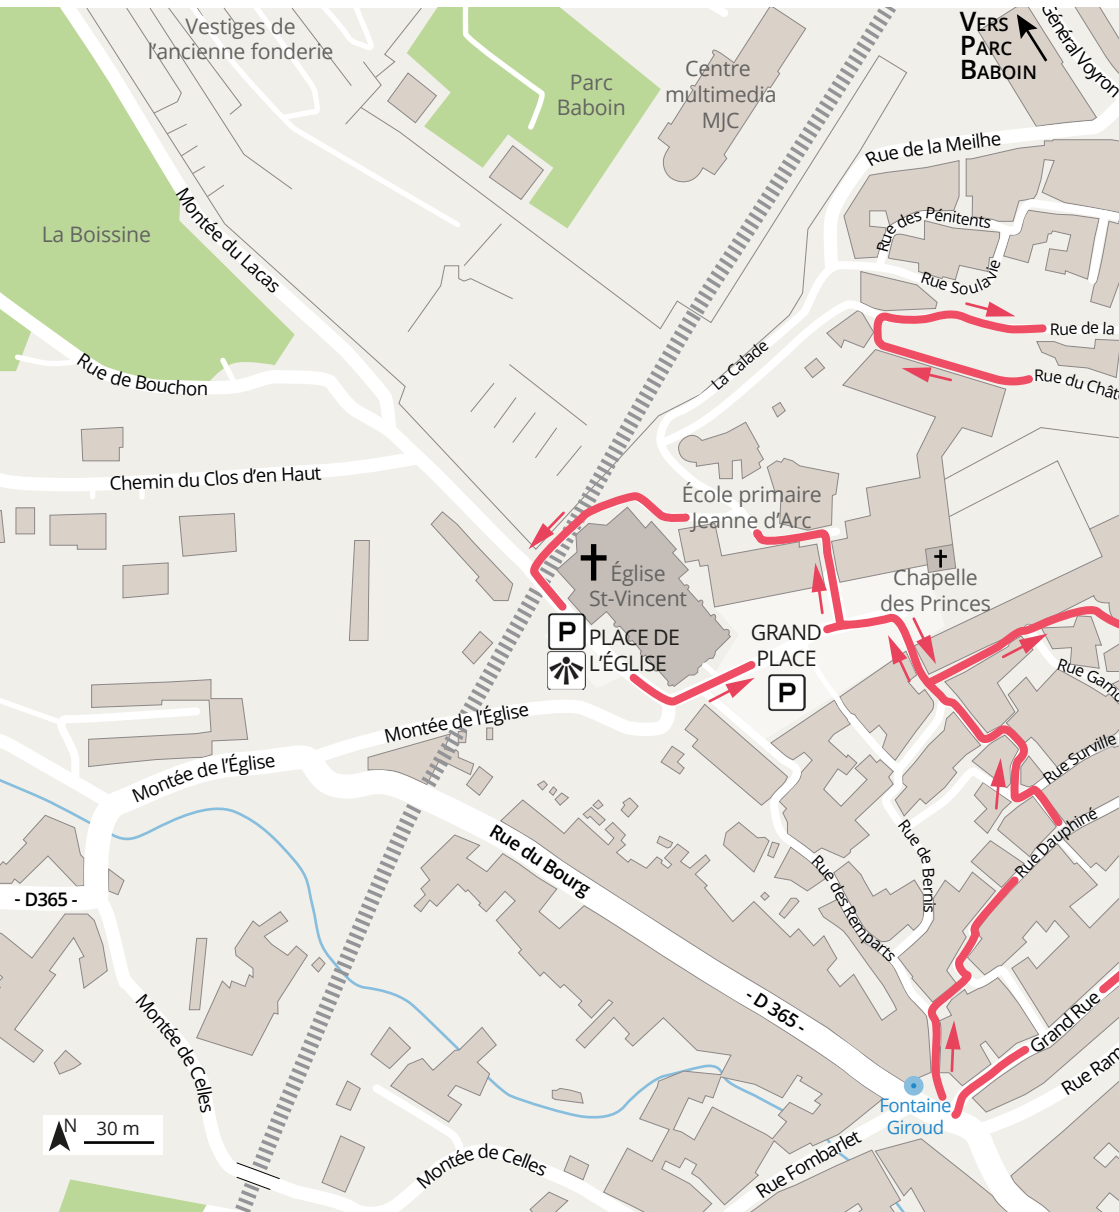 Vestiges de
l'ancienne fonderie
Parc
Baboin
Centre
multimedia
MJC
VERS
PARC
BABOIN
Général Voyron
Rue de la Meilhe
Rue des Pénitents
Rue Soulavie
La Boissine
Montée du Lacas
Rue de la
Rue du Chât
La Calade
Rue de Bouchon
Chemin du Clos d'en Haut
École primaire
Jeanne d'Arc
Église
St-Vincent
Chapelle
des Princes
P
PLACE DE
L'ÉGLISE
GRAND
PLACE
P
Rue Gam
Montée de l'Église
Montée de l'Église
Rue Surville
Rue Dauphiné
Rue du Bourg
Rue de Bernis
Rue des Remparts
- D365 -
- D 365 -
Montée de Celles
Grand Rue
Rue Ram
Fontaine
Giroud
N
30 m
Montée de Celles
Rue Fombarlet